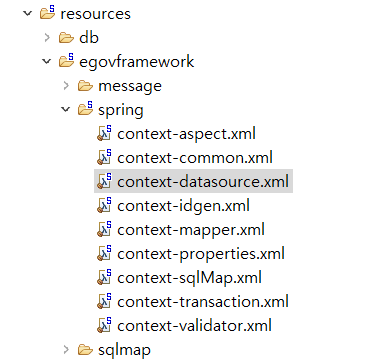 resources
db
egovframework
message
spring
context-aspect.xml
context-common.xml
context-datasource.xml
context-idgen.xml
context-mapper.xml
context-properties.xml
context-sqlMap.xml
context-transaction.xml
context-validator.xml
sqlmap